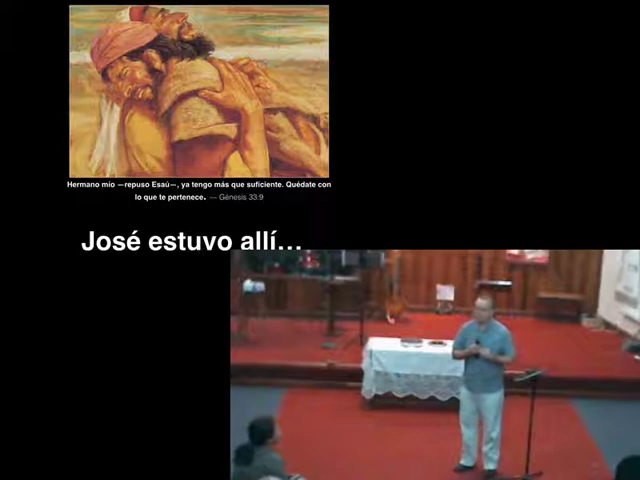 Hermano mío —repuso Esaú—, ya tengo más que suficiente. Quédate con
lo que te pertenece. — Génesis 33:9
José estuvo allí…